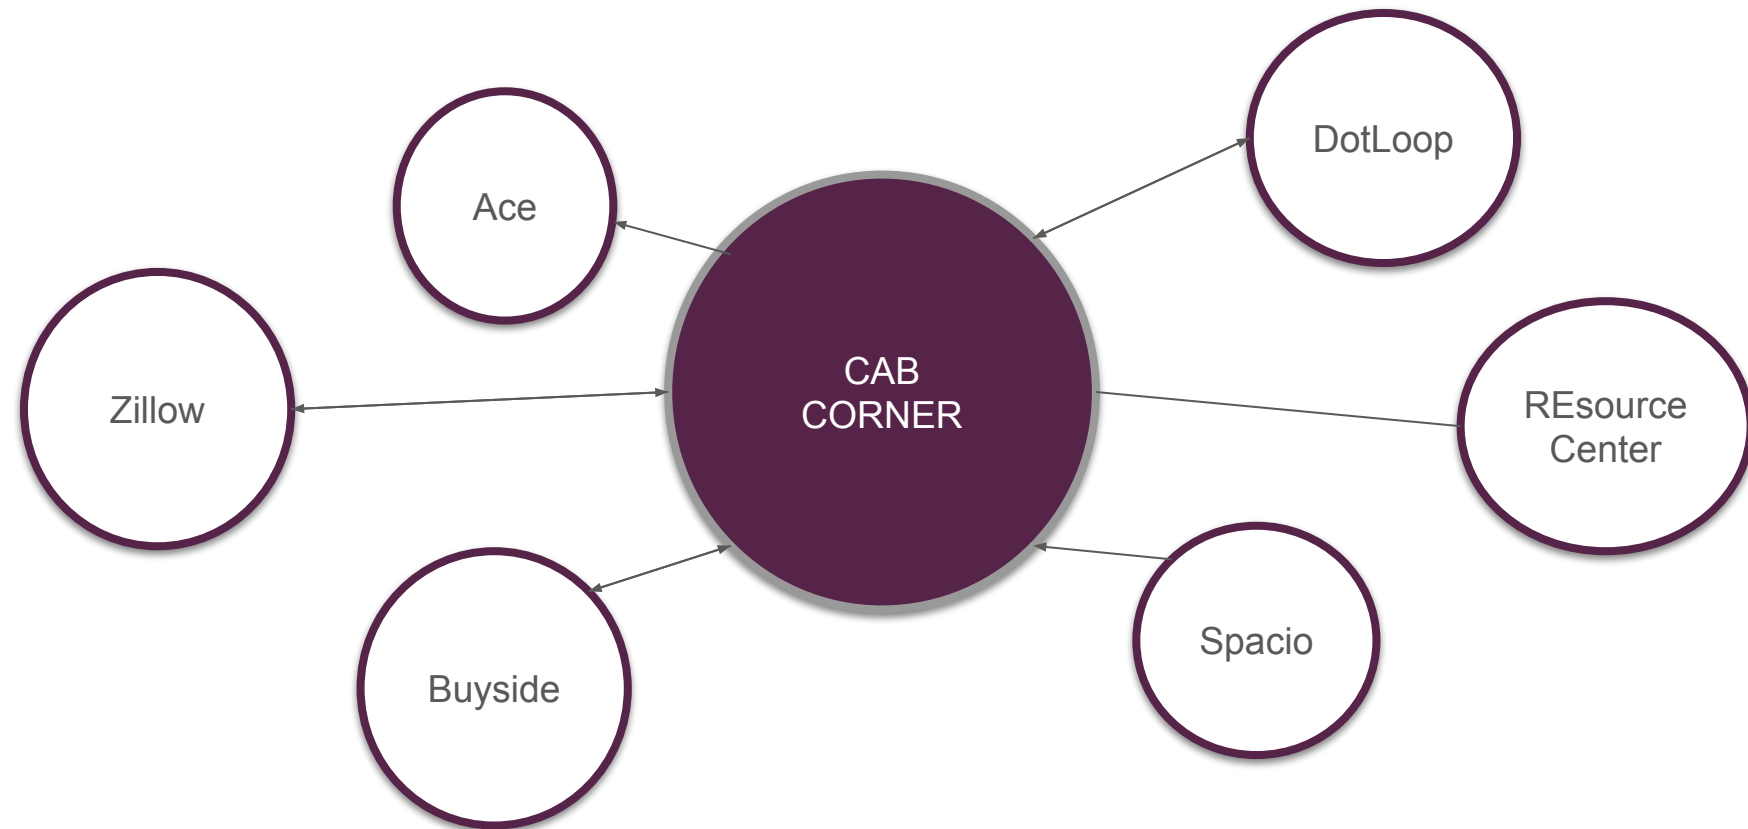 DotLoop
Ace
CAB
CORNER
Zillow
REsource
Center
Spacio
Buyside